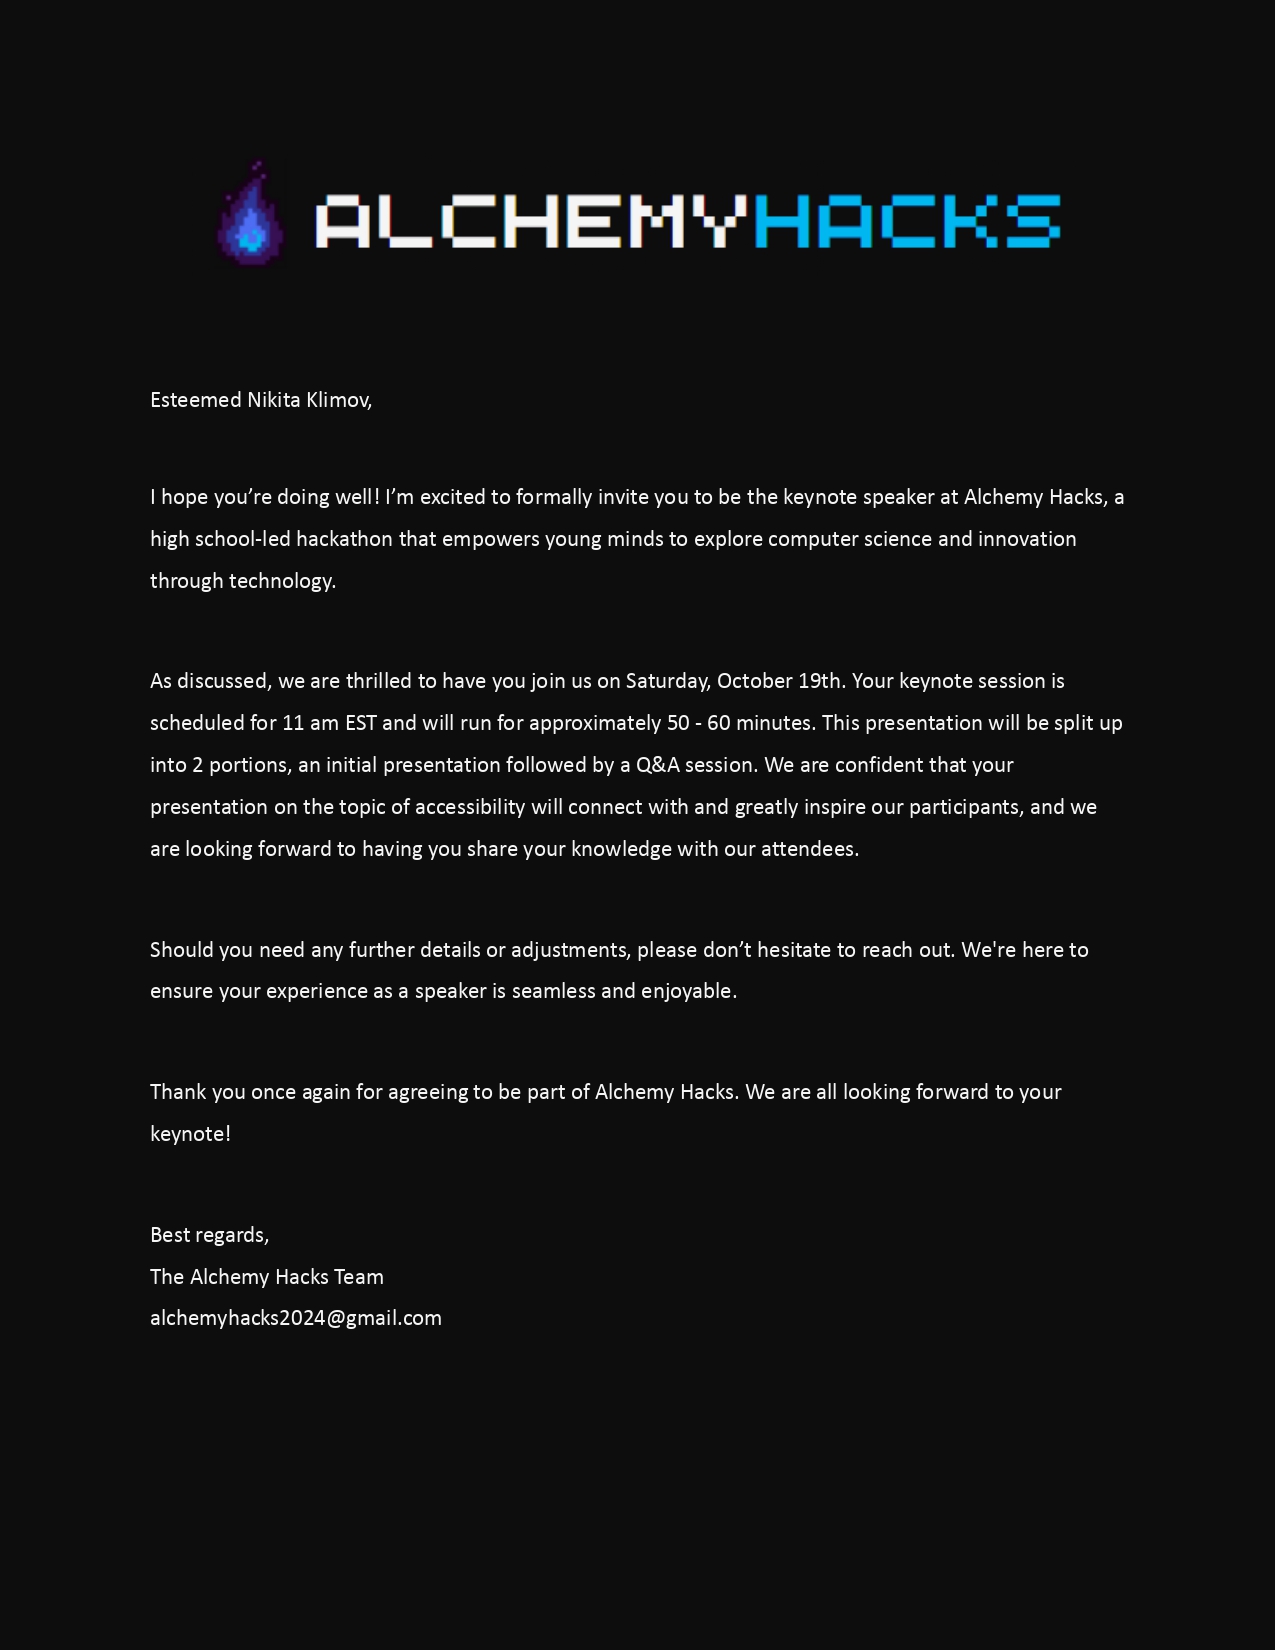 ALCHEMYHACKS
Esteemed Nikita Klimov,
I hope you’re doing well! I’m excited to formally invite you to be the keynote speaker at Alchemy Hacks, a
high school-led hackathon that empowers young minds to explore computer science and innovation
through technology.
As discussed, we are thrilled to have you join us on Saturday, October 19th. Your keynote session is
scheduled for 11 am EST and will run for approximately 50 - 60 minutes. This presentation will be split up
into 2 portions, an initial presentation followed by a Q&A session. We are confident that your
presentation on the topic of accessibility will connect with and greatly inspire our participants, and we
are looking forward to having you share your knowledge with our attendees.
Should you need any further details or adjustments, please don’t hesitate to reach out. We're here to
ensure your experience as a speaker is seamless and enjoyable.
Thank you once again for agreeing to be part of Alchemy Hacks. We are all looking forward to your
keynote!
Best regards,
The Alchemy Hacks Team
alchemyhacks2024@gmail.com